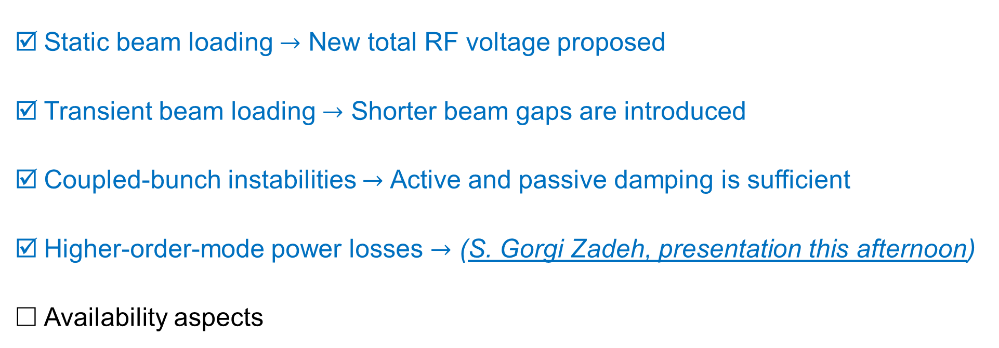 ☑ Static beam loading → New total RF voltage proposed
☑ Transient beam loading → Shorter beam gaps are introduced
☑ Coupled-bunch instabilities → Active and passive damping is sufficient
☑ Higher-order-mode power losses → (S. Gorgi Zadeh, presentation this afternoon)
☐ Availability aspects